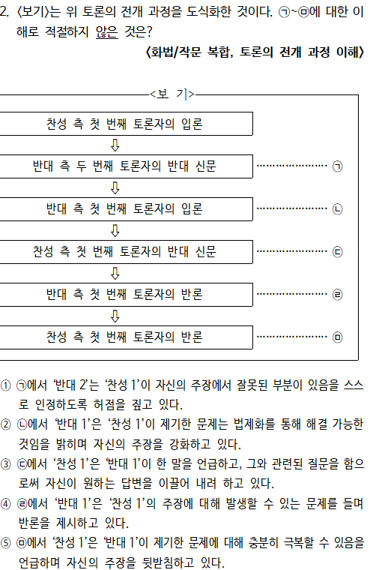 2. <보기>는 위 토론의 전개 과정을 도식화한 것이다. ㉠~㉤에 대한 이
해로 적절하지 않은 것은?
<화법/작문 복합, 토론의 전개 과정 이해>
<보 기>
찬성 측 첫 번째 토론자의 입론
⇩
반대 측 두 번째 토론자의 반대 신문 ························ ㉠
⇩
반대 측 첫 번째 토론자의 입론 ························ ㉡
⇩
찬성 측 첫 번째 토론자의 반대 신문 ························ ㉢
⇩
반대 측 첫 번째 토론자의 반론 ························ ㉣
⇩
찬성 측 첫 번째 토론자의 반론 ························ ㉤
① ㉠에서 '반대 2'는 '찬성 1'이 자신의 주장에서 잘못된 부분이 있음을 스스
로 인정하도록 허점을 짚고 있다.
② ㉡에서 '반대 1'은 '찬성 1'이 제기한 문제는 법제화를 통해 해결 가능한
것임을 밝히며 자신의 주장을 강화하고 있다.
③ ㉢에서 '찬성 1'은 '반대 1'이 한 말을 언급하고, 그와 관련된 질문을 함으
로써 자신이 원하는 답변을 이끌어 내려 하고 있다.
④ ㉣에서 '반대 1'은 '찬성 1'의 주장에 대해 발생할 수 있는 문제를 들며
반론을 제시하고 있다.
⑤ ㉤에서 '찬성 1'은 '반대 1'이 제기한 문제에 대해 충분히 극복할 수 있음을
언급하며 자신의 주장을 뒷받침하고 있다.